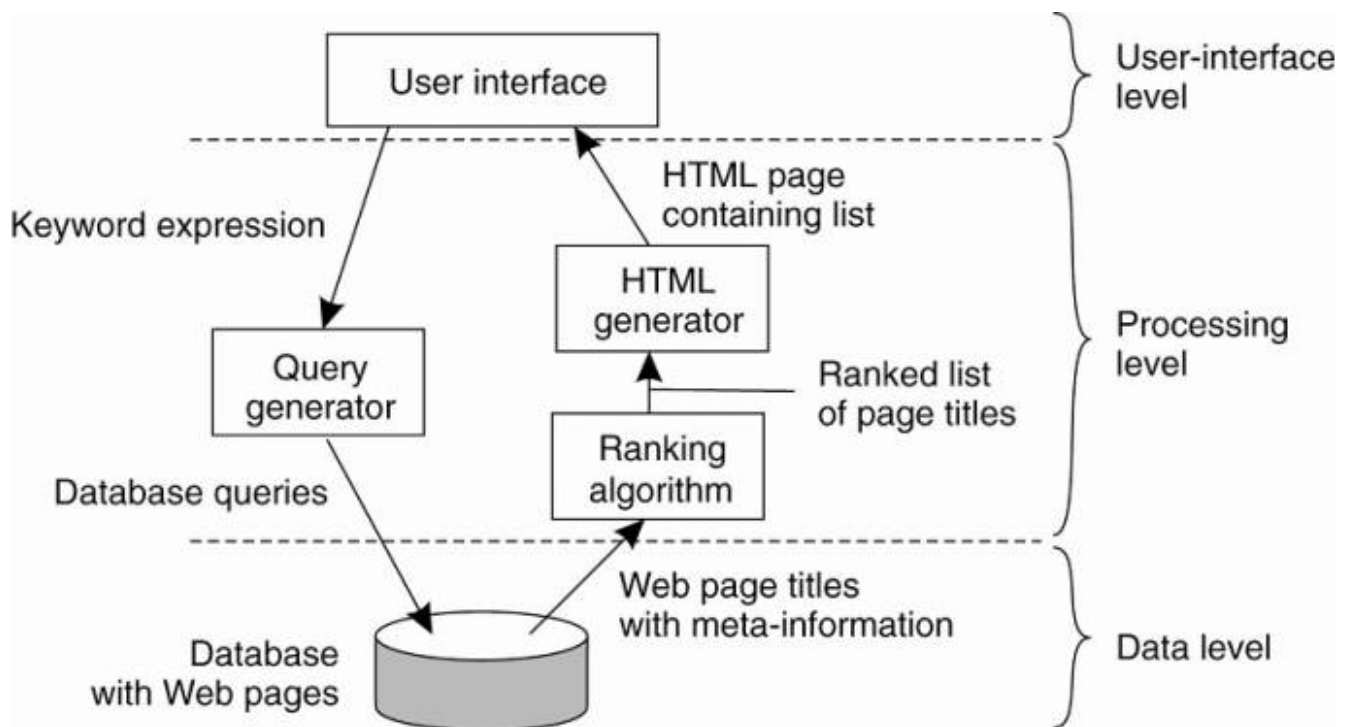 User interface
User-interface
level
Keyword expression
HTML page
containing list
HTML
generator
Query
generator
Ranked list
of page titles
Processing
level
Ranking
algorithm
Database queries
Web page titles
with meta-information
Database
with Web pages
Data level